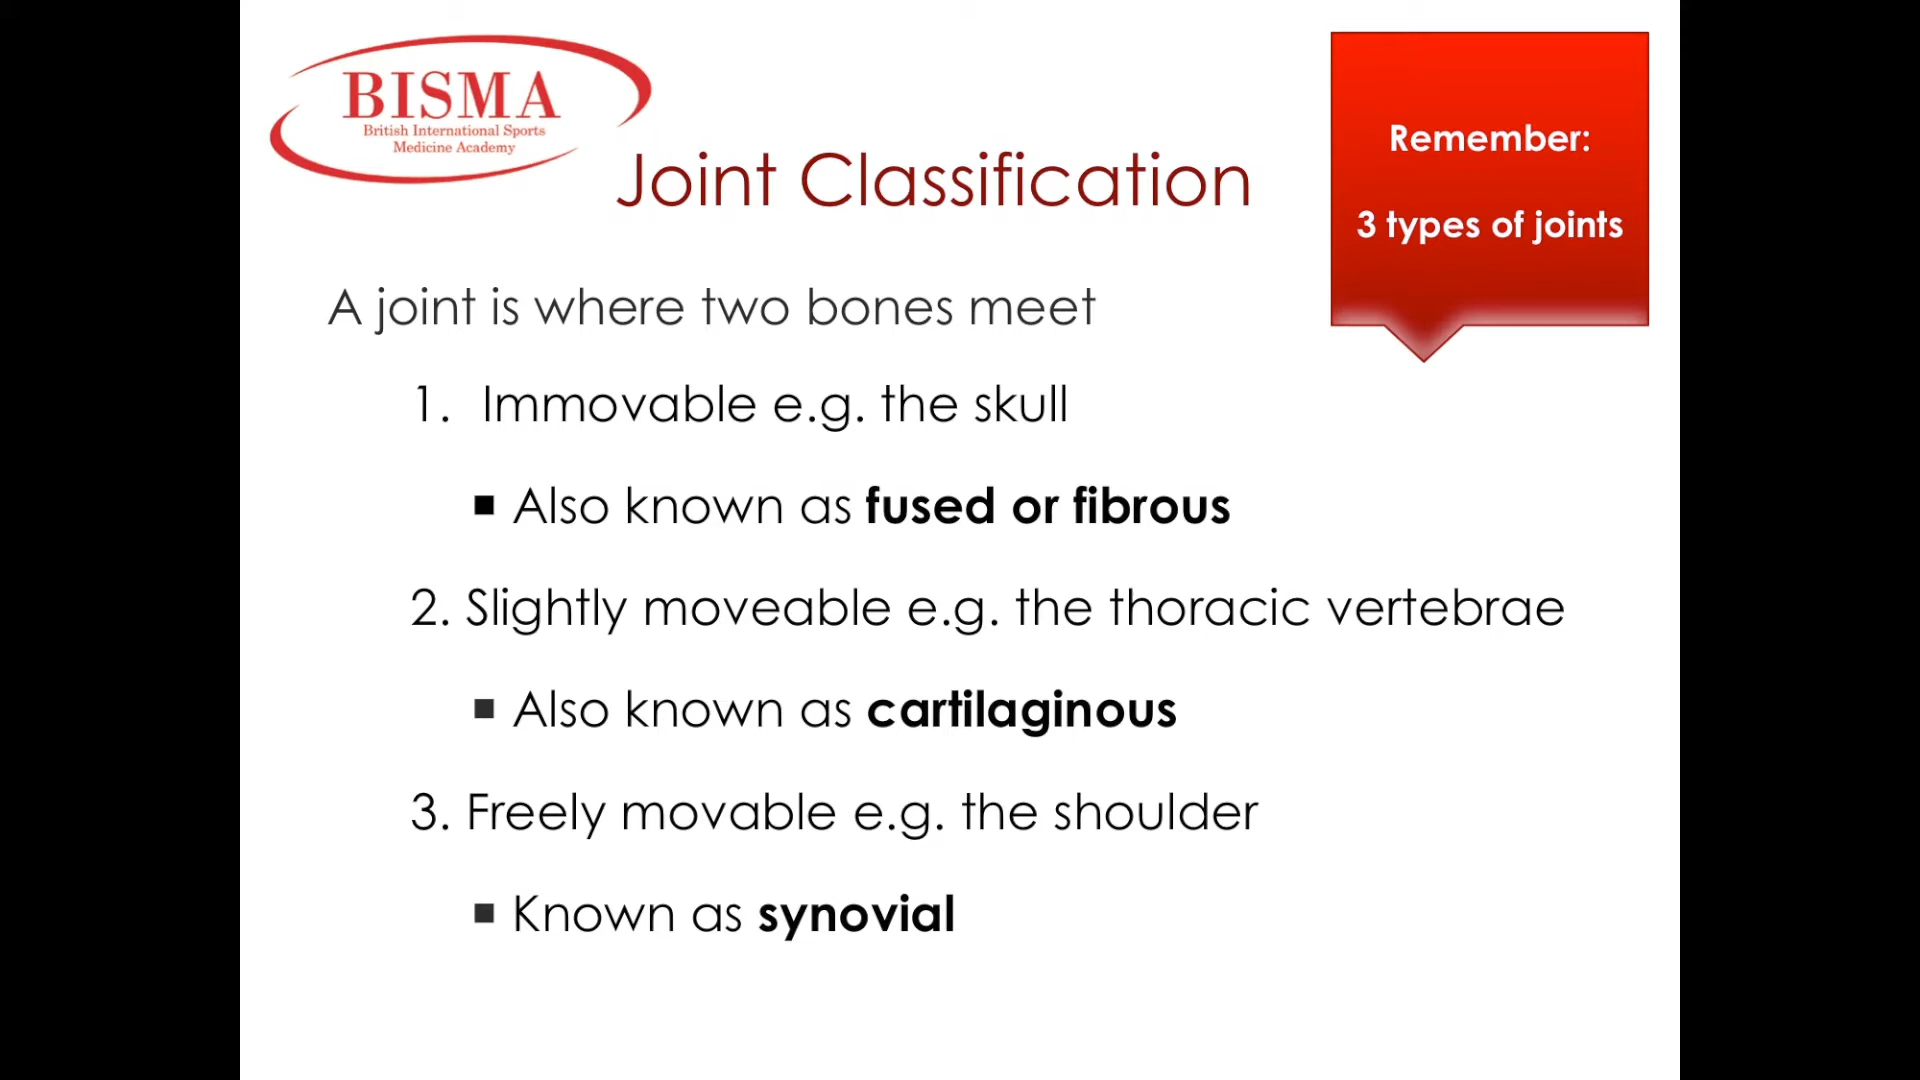 BISMA
British International Sports
Medicine Academy
Joint Classification
Remember:
3 types of joints
A joint is where two bones meet
1. Immovable e.g. the skull
▪ Also known as fused or fibrous
2. Slightly moveable e.g. the thoracic vertebrae
▪ Also known as cartilaginous
3. Freely movable e.g. the shoulder
▪ Known as synovial